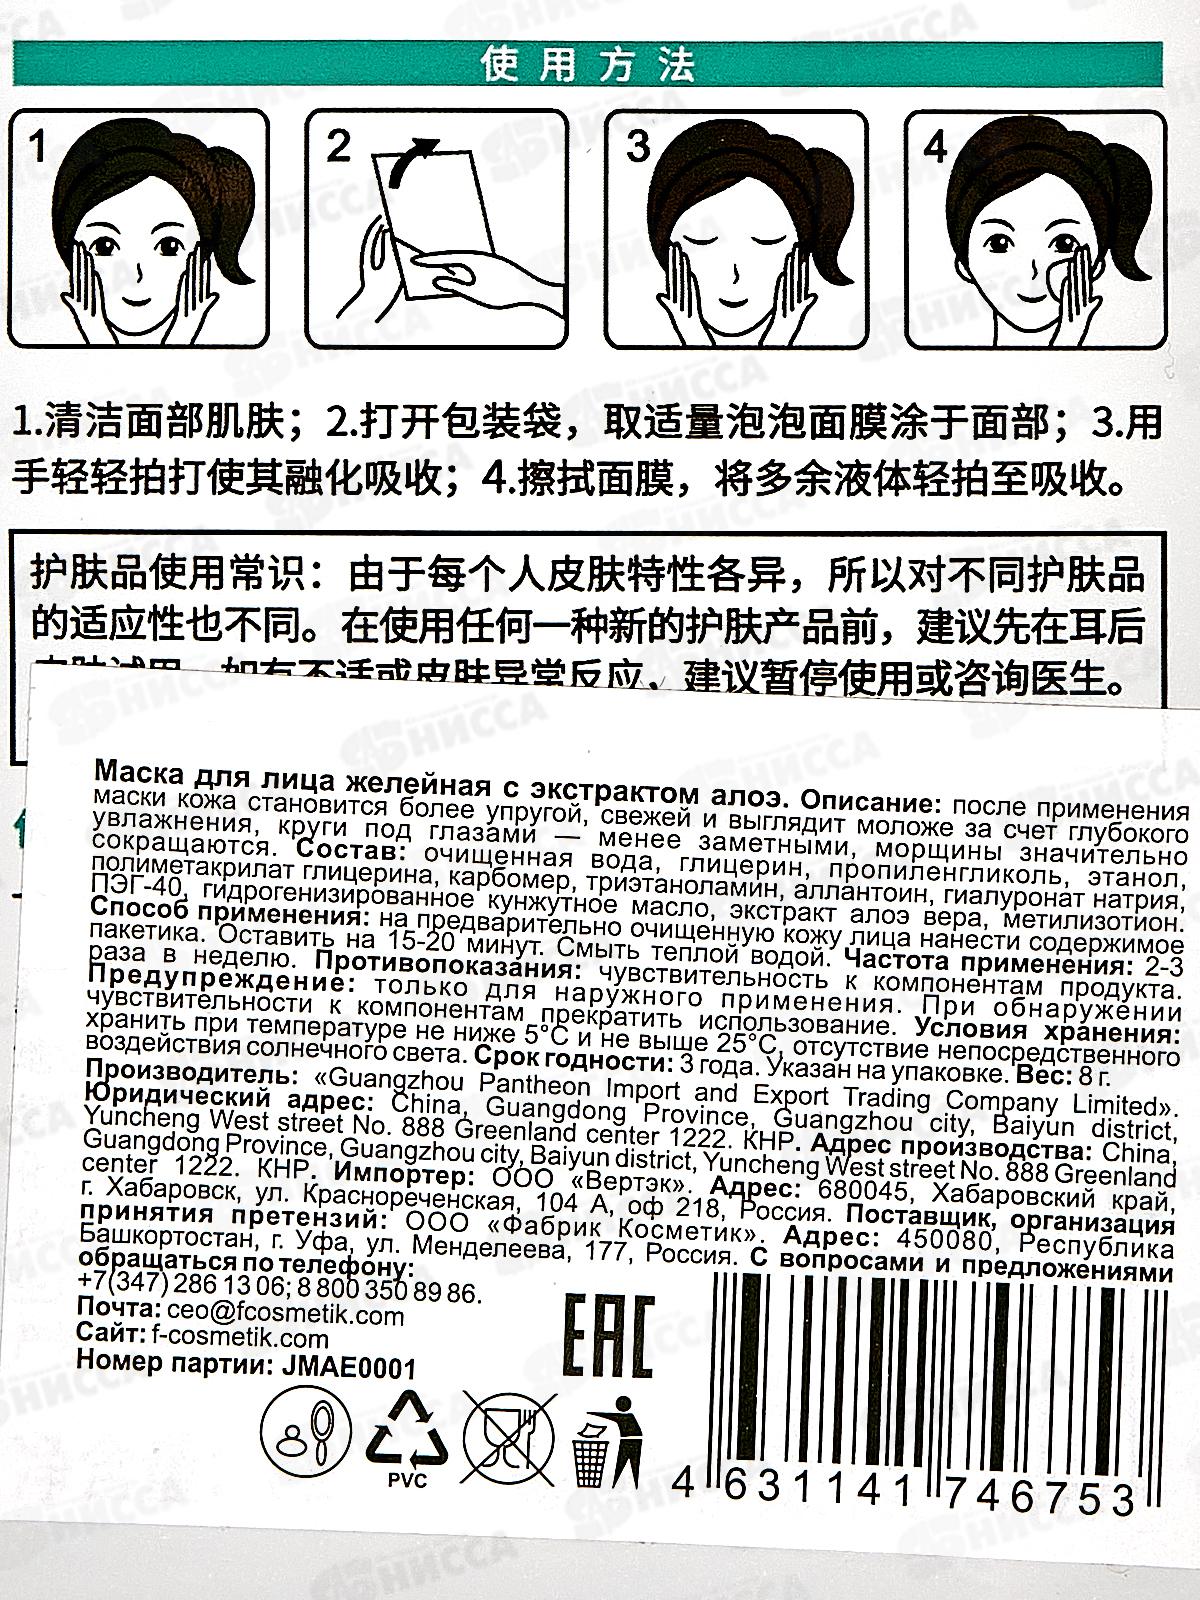 使用方法
1
2
3
4
1.清洁面部肌肤；2.打开包装袋，取适量泡泡面膜涂于面部；3.用
手轻轻拍打使其融化吸收；4.擦拭面膜，将多余液体轻拍至吸收。
护肤品使用常识：由于每个人皮肤特性各异，所以对不同护肤品
的适应性也不同。在使用任何一种新的护肤产品前，建议先在耳后
如有不适或皮肤异常反应、建议暂停使用或咨询医生。
Маска для лица желейная с экстрактом алоэ. Описание: после применения
маски кожа становится более упругой, свежей и выглядит моложе за счет глубокого
увлажнения, круги под глазами — менее заметными, морщины значительно
сокращаются. Состав: очищенная вода, глицерин, пропиленгликоль, этанол,
полиметакрилат глицерина, карбомер, триэтаноламин, аллантоин, гиалуронат натрия,
ПЭГ-40, гидрогенизированное кунжутное масло, экстракт алоэ вера, метилизотион.
Способ применения: на предварительно очищенную кожу лица нанести содержимое
пакетика. Оставить на 15-20 минут. Смыть теплой водой. Частота применения: 2-3
раза в неделю. Противопоказания: чувствительность к компонентам продукта.
Предупреждение: только для наружного применения. При обнаружении
чувствительности к компонентам прекратить использование. Условия хранения:
хранить при температуре не ниже 5°С и не выше 25°С, отсутствие непосредственного
воздействия солнечного света. Срок годности: 3 года. Указан на упаковке. Вес: 8 г.
Производитель: «Guangzhou Pantheon Import and Export Trading Company Limited».
Юридический адрес: China, Guangdong Province, Guangzhou city, Baiyun district,
Yuncheng West street No. 888 Greenland center 1222. КНР. Адрес производства: China,
Guangdong Province, Guangzhou city, Baiyun district, Yuncheng West street No. 888 Greenland
center 1222. КНР. Импортер: ООО «Вертэк». Адрес: 680045, Хабаровский край,
г. Хабаровск, ул. Краснореченская, 104 А, оф 218, Россия. Поставщик, организация
принятия претензий: ООО «Фабрик Косметик». Адрес: 450080, Республика
Башкортостан, г. Уфа, ул. Менделеева, 177, Россия. С вопросами и предложениями
обращаться по телефону:
+7(347) 286 13 06; 8 800 350 89 86.
Почта: ceo@fcosmetik.com
Сайт: f-cosmetik.com
Номер партии: JMAE0001
EAC
PVC
4 631141 746753